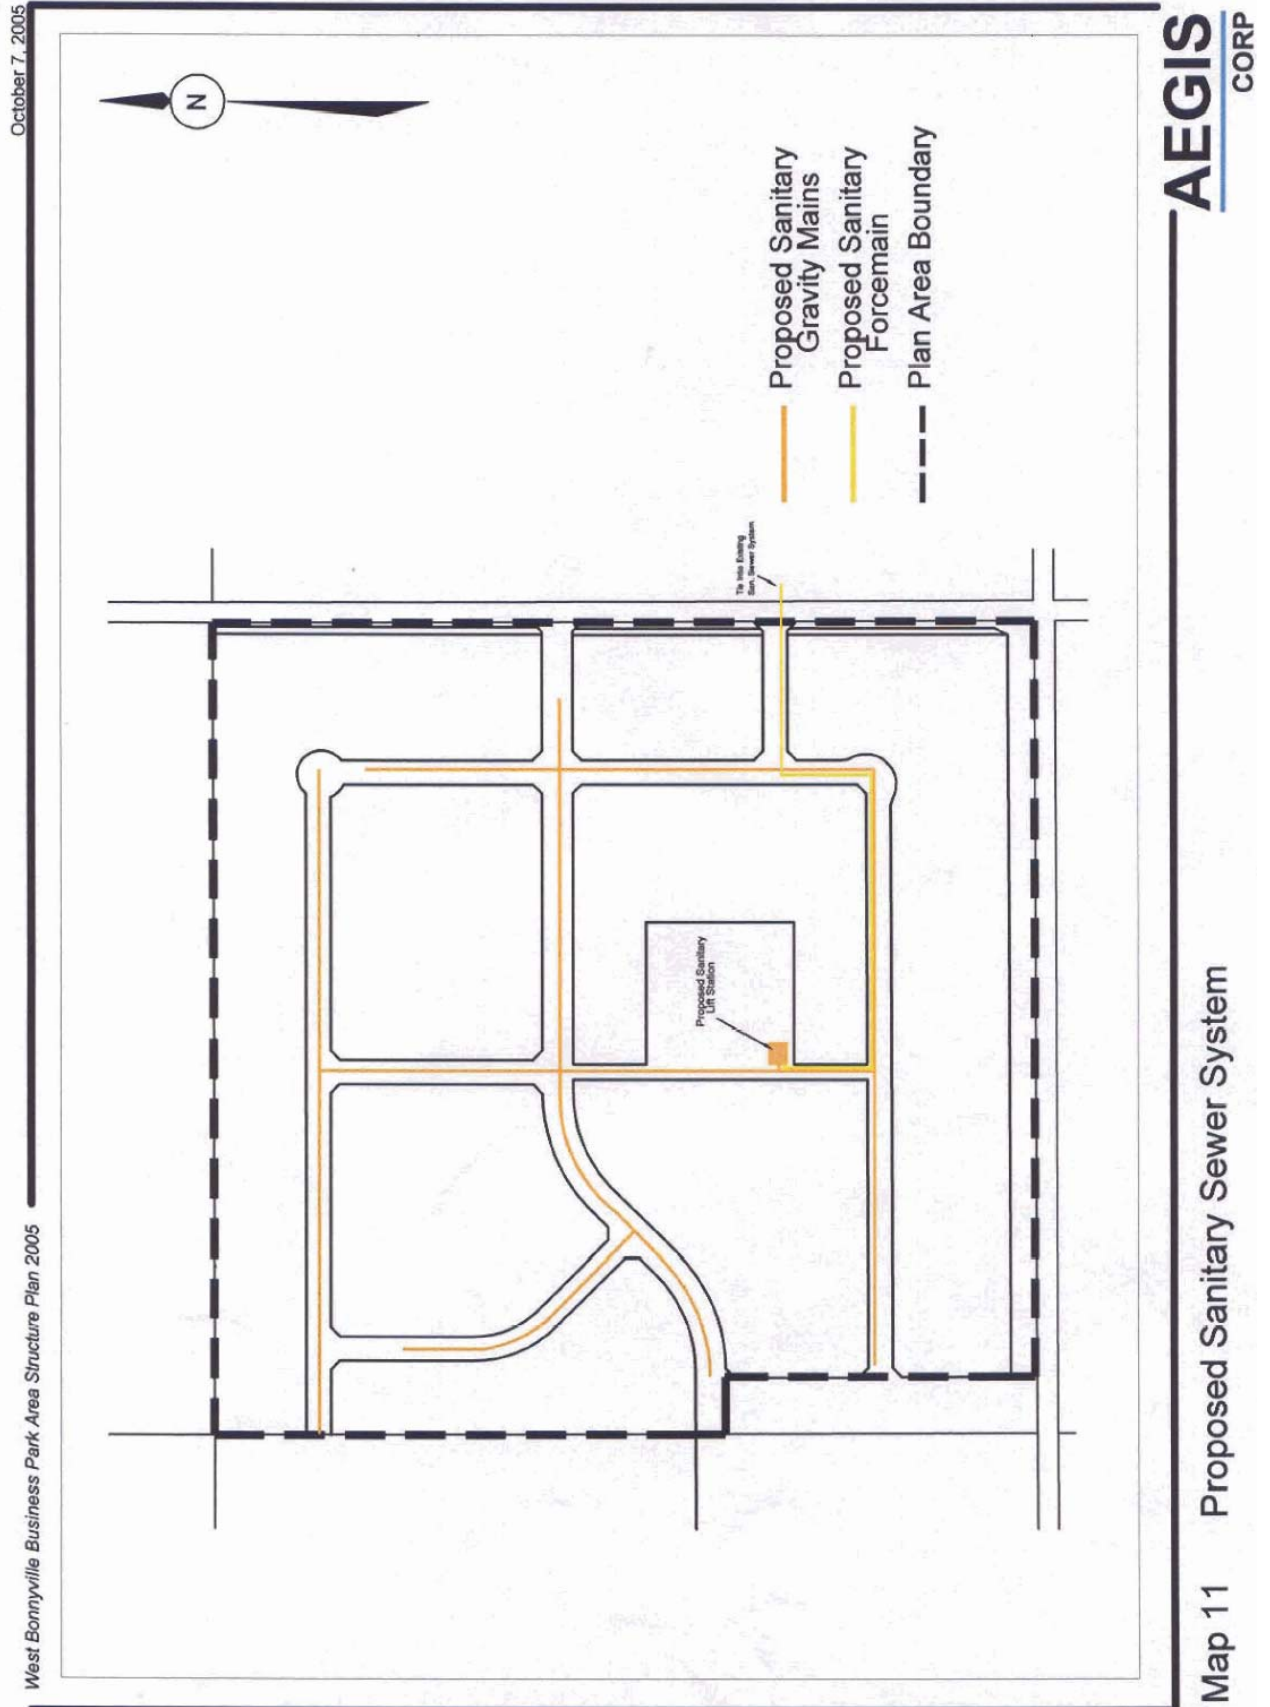 West Bonnyville Business Park Area Structure Plan 2005
October 7, 2005
N
Tie Into Existing
San. Sewer System
Proposed Sanitary
Lift Station
Proposed Sanitary
Gravity Mains
Proposed Sanitary
Forcemain
Plan Area Boundary
Map 11 Proposed Sanitary Sewer System
AEGIS
CORP